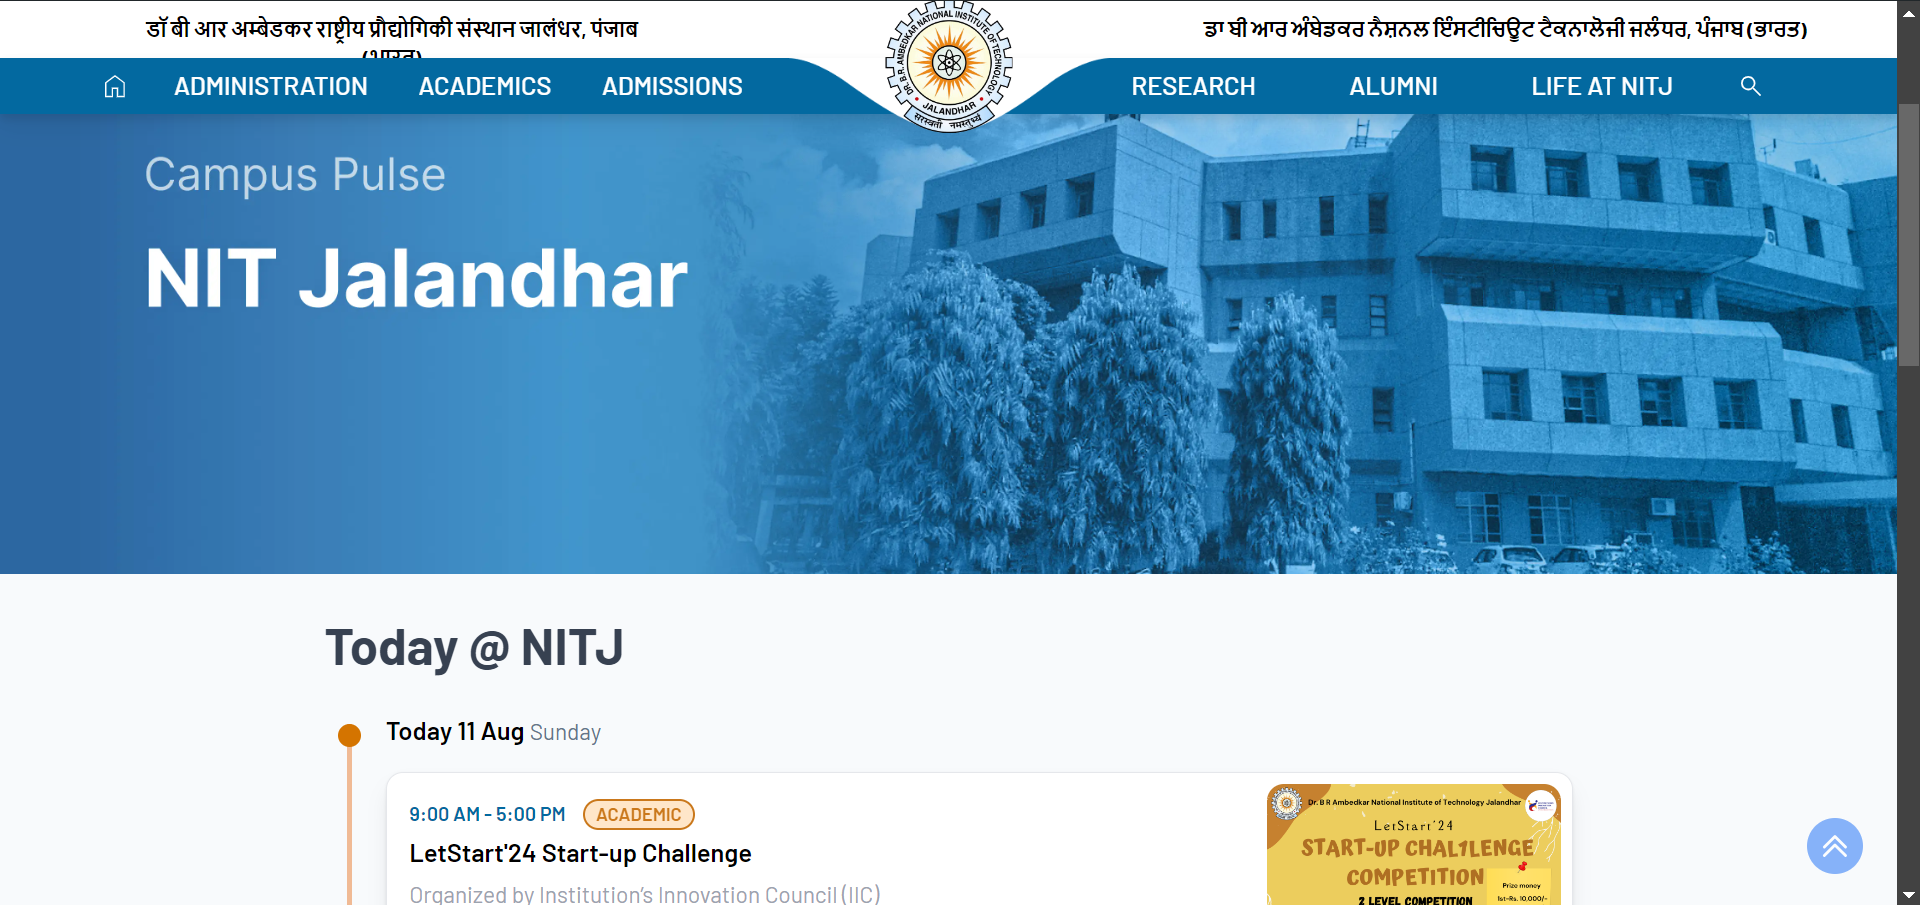 डॉ बी आर अम्बेडकर राष्ट्रीय प्रौद्योगिकी संस्थान जालंधर, पंजाब
(भारत)
ਡਾ ਬੀ ਆਰ ਅੰਬੇਡਕਰ ਨੈਸ਼ਨਲ ਇੰਸਟੀਚਿਊਟ ਟੈਕਨਾਲੋਜੀ ਜਲੰਧਰ, ਪੰਜਾਬ (ਭਾਰਤ)
DR. B.R. AMBEDKAR NATIONAL INSTITUTE OF TECHNOLOGY
JALANDHAR
सरस्वती नमस्तुभ्यं
ADMINISTRATION ACADEMICS ADMISSIONS RESEARCH ALUMNI LIFE AT NITJ
Campus Pulse
NIT Jalandhar
Today @ NITJ
Today 11 Aug Sunday
9:00 AM - 5:00 PM ACADEMIC
LetStart'24 Start-up Challenge
Organized by Institution’s Innovation Council (IIC)
Dr. B R Ambedkar National Institute of Technology Jalandhar
LetStart'24
START-UP CHAL1LENGE
COMPETITION
Prize money
1st-Rs. 10,000/-
2 LEVEL COMPETITION